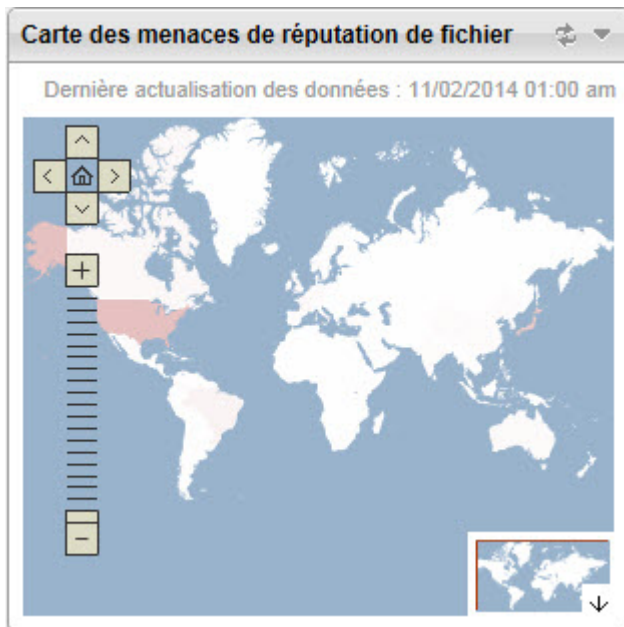 Carte des menaces de réputation de fichier
Dernière actualisation des données : 11/02/2014 01:00 am